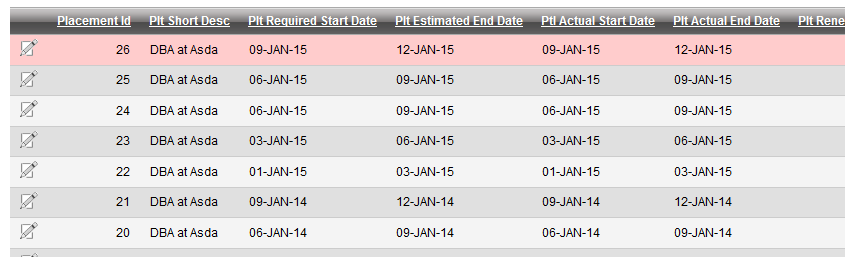 Placement Id Plt Short Desc Plt Required Start Date Plt Estimated End Date Ptl Actual Start Date Plt Actual End Date Plt Rene
26 DBA at Asda 09-JAN-15 12-JAN-15 09-JAN-15 12-JAN-15
25 DBA at Asda 06-JAN-15 09-JAN-15 06-JAN-15 09-JAN-15
24 DBA at Asda 06-JAN-15 09-JAN-15 06-JAN-15 09-JAN-15
23 DBA at Asda 03-JAN-15 06-JAN-15 03-JAN-15 06-JAN-15
22 DBA at Asda 01-JAN-15 03-JAN-15 01-JAN-15 03-JAN-15
21 DBA at Asda 09-JAN-14 12-JAN-14 09-JAN-14 12-JAN-14
20 DBA at Asda 06-JAN-14 09-JAN-14 06-JAN-14 09-JAN-14